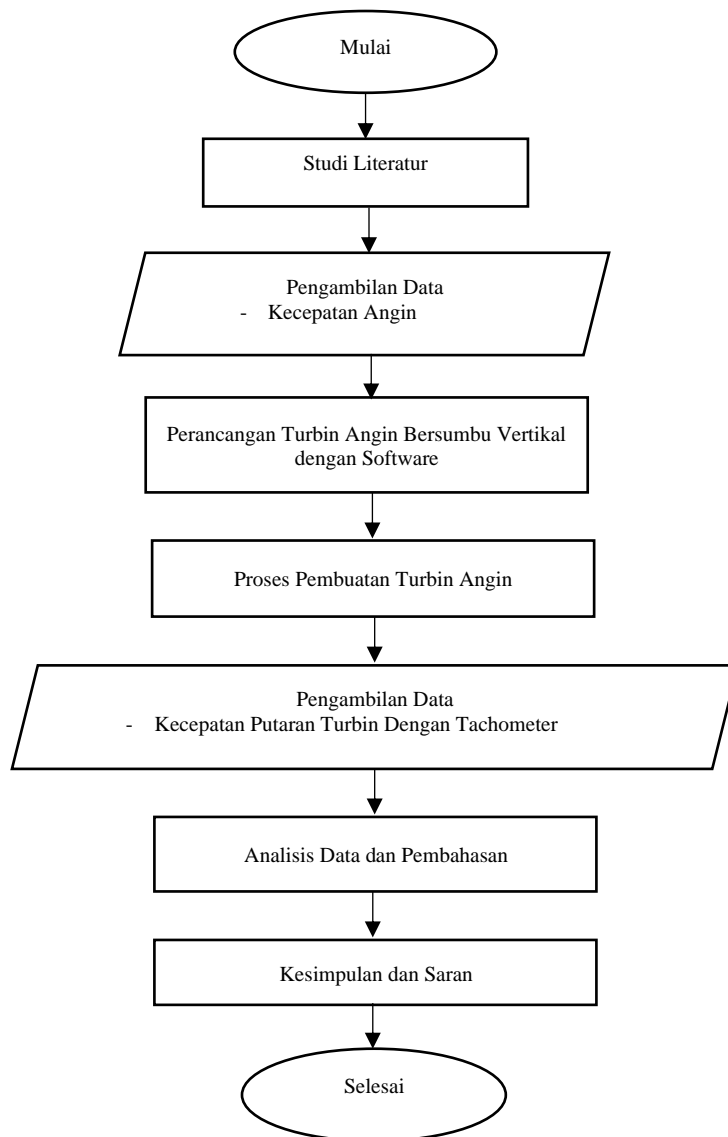 Mulai
Studi Literatur
Pengambilan Data
- Kecepatan Angin
Perancangan Turbin Angin Bersumbu Vertikal
dengan Software
Proses Pembuatan Turbin Angin
Pengambilan Data
- Kecepatan Putaran Turbin Dengan Tachometer
Analisis Data dan Pembahasan
Kesimpulan dan Saran
Selesai